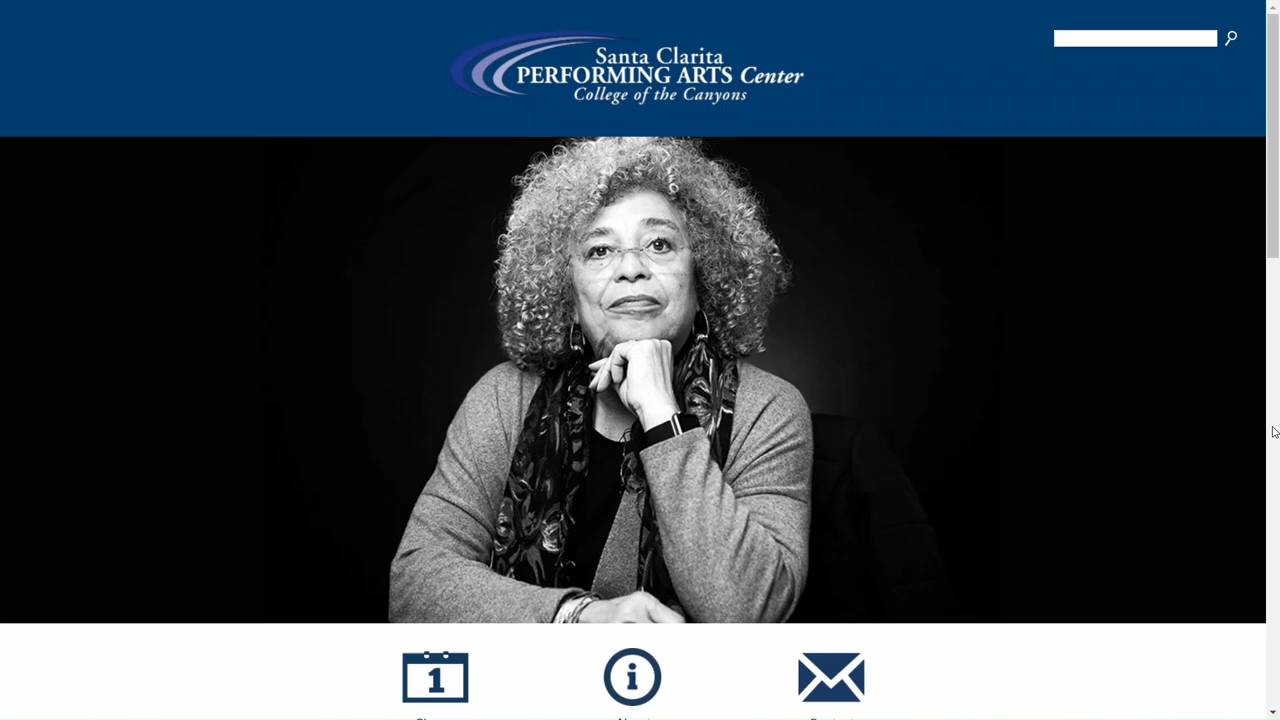 Santa Clarita
PERFORMING ARTS Center
College of the Canyons
1
i